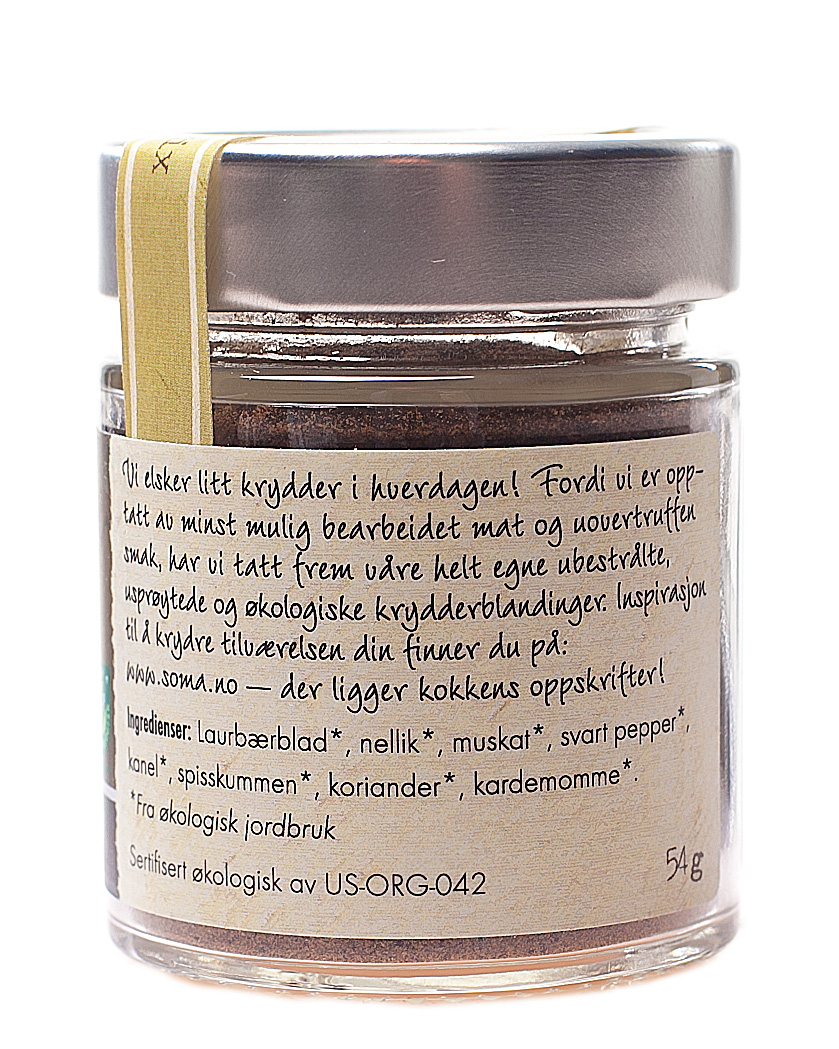 Vi elsker litt krydder i hverdagen! Fordi vi er opp-
tatt av minst mulig bearbeidet mat og uovertruffen
smak, har vi tatt frem våre helt egne ubestrålte,
usprøytede og økologiske krydderblandinger. Inspirasjon
til å krydre tilværelsen din finner du på:
www.soma.no — der ligger kokkens oppskrifter!
Ingredienser: Laurbærblad*, nellik*, muskat*, svart pepper*,
kanel*, spisskummen*, koriander*, kardemomme*.
*Fra økologisk jordbruk
Sertifisert økologisk av US-ORG-042
54 g